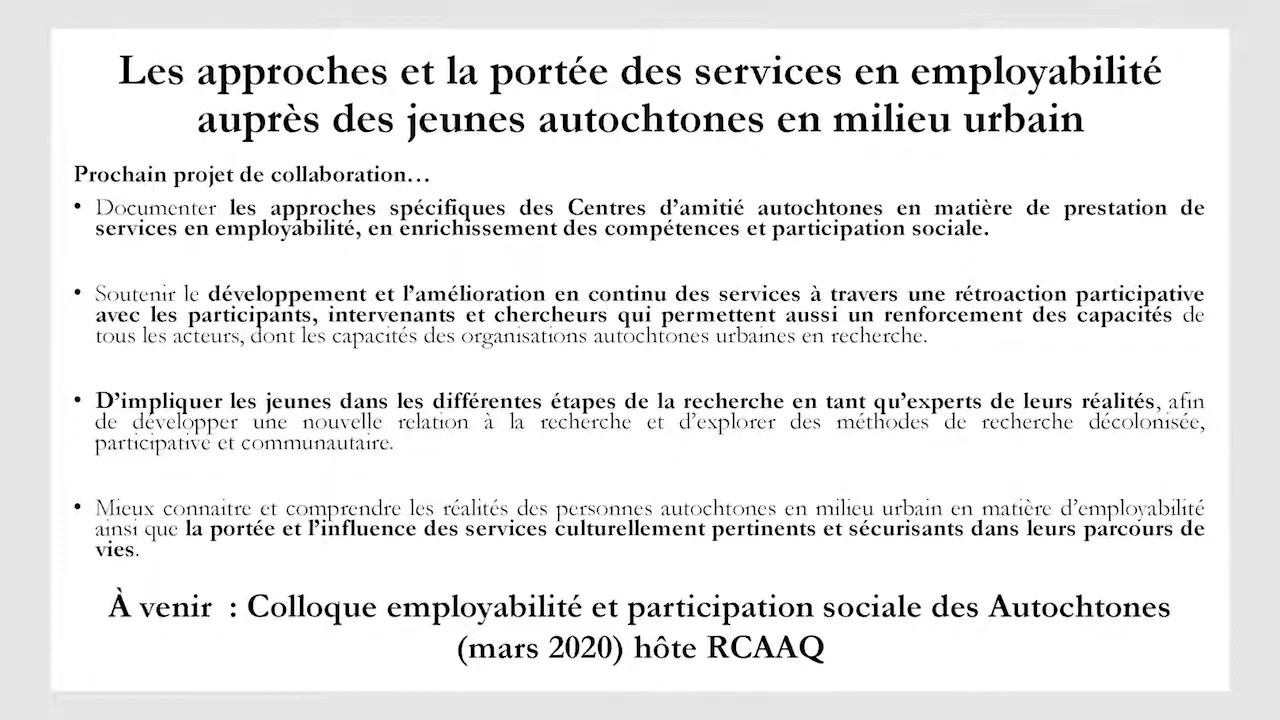 Les approches et la portée des services en employabilité
auprès des jeunes autochtones en milieu urbain
Prochain projet de collaboration…
• Documenter les approches spécifiques des Centres d’amitié autochtones en matière de prestation de
services en employabilité, en enrichissement des compétences et participation sociale.
• Soutenir le développement et l’amélioration en continu des services à travers une rétroaction participative
avec les participants, intervenants et chercheurs qui permettent aussi un renforcement des capacités de
tous les acteurs, dont les capacités des organisations autochtones urbaines en recherche.
• D’impliquer les jeunes dans les différentes étapes de la recherche en tant qu’experts de leurs réalités, afin
de développer une nouvelle relation à la recherche et d’explorer des méthodes de recherche décolonisée,
participative et communautaire.
• Mieux connaitre et comprendre les réalités des personnes autochtones en milieu urbain en matière d’employabilité
ainsi que la portée et l’influence des services culturellement pertinents et sécurisants dans leurs parcours de
vies.
À venir : Colloque employabilité et participation sociale des Autochtones
(mars 2020) hôte RCAAQ